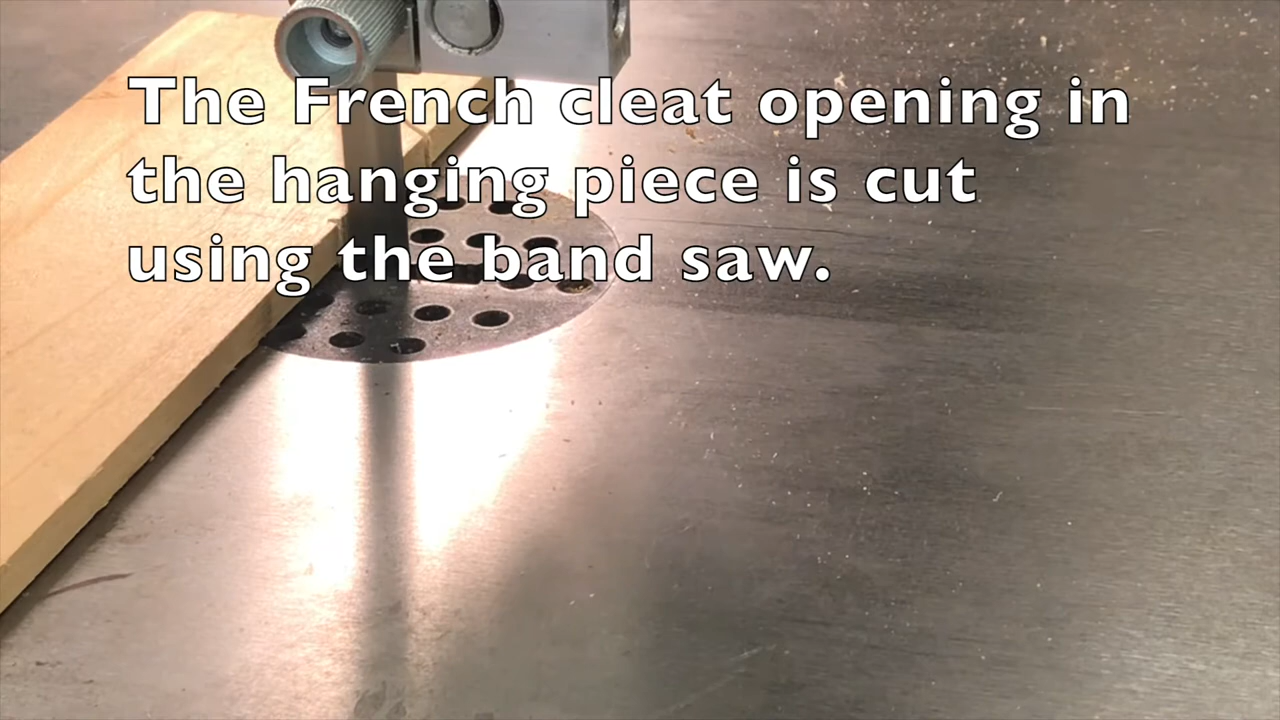 The French cleat opening in
the hanging piece is cut
using the band saw.